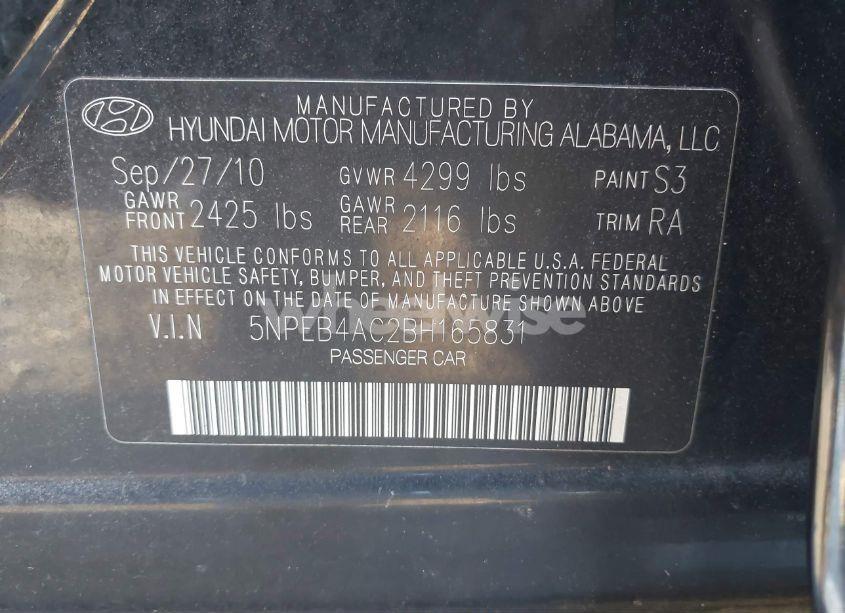 MANUFACTURED BY
HYUNDAI MOTOR MANUFACTURING ALABAMA, LLC
Sep/27/10 GVWR 4299 lbs PAINT S3
GAWR FRONT 2425 lbs GAWR REAR 2116 lbs TRIM RA
THIS VEHICLE CONFORMS TO ALL APPLICABLE U.S.A. FEDERAL
MOTOR VEHICLE SAFETY, BUMPER, AND THEFT PREVENTION STANDARDS
IN EFFECT ON THE DATE OF MANUFACTURE SHOWN ABOVE
V.I.N 5NPEB4AC2BH165831
wheelwise
PASSENGER CAR